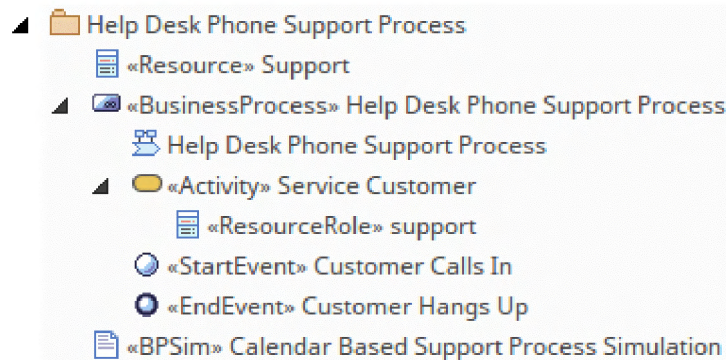 Help Desk Phone Support Process
«Resource» Support
«BusinessProcess» Help Desk Phone Support Process
Help Desk Phone Support Process
«Activity» Service Customer
«ResourceRole» support
«StartEvent» Customer Calls In
«EndEvent» Customer Hangs Up
«BPSim» Calendar Based Support Process Simulation